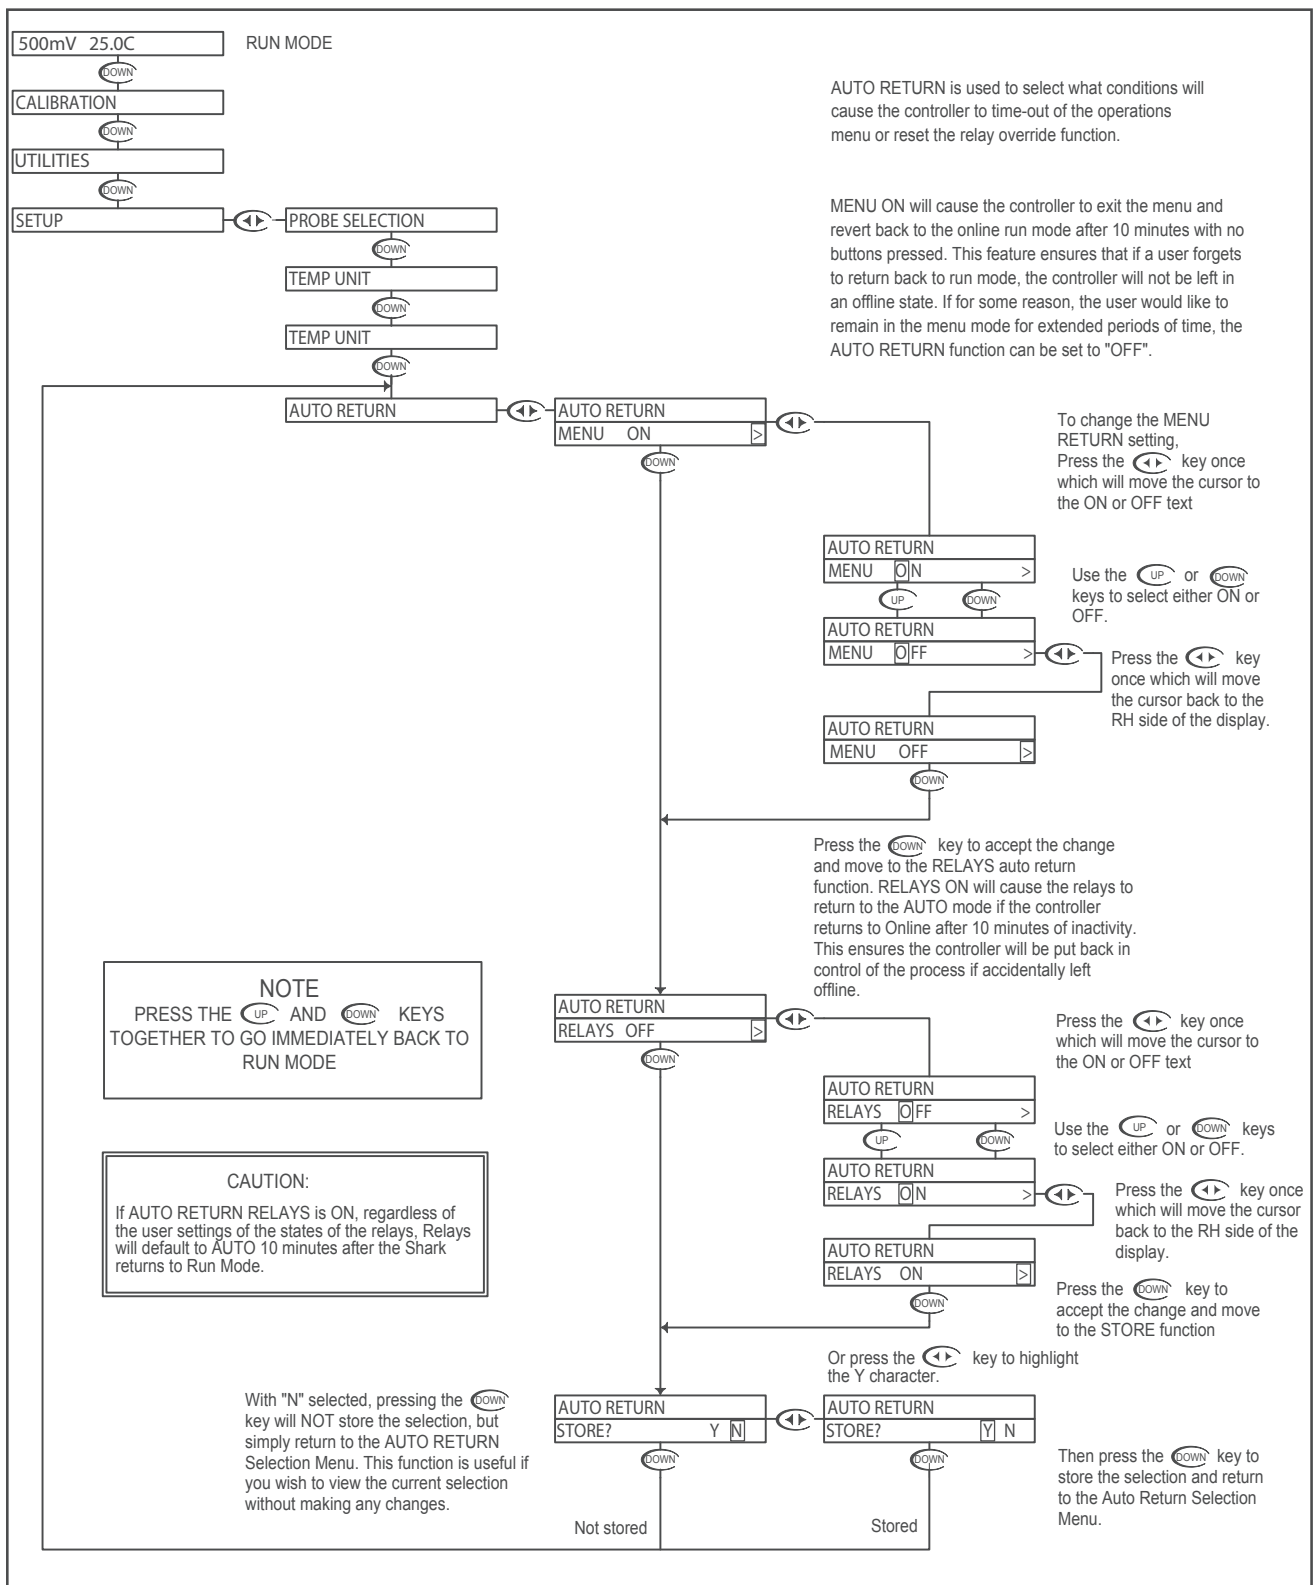 500mV 25.0C
RUN MODE
DOWN
CALIBRATION
DOWN
UTILITIES
DOWN
SETUP
PROBE SELECTION
DOWN
TEMP UNIT
DOWN
TEMP UNIT
DOWN
AUTO RETURN
AUTO RETURN is used to select what conditions will
cause the controller to time-out of the operations
menu or reset the relay override function.
MENU ON will cause the controller to exit the menu and
revert back to the online run mode after 10 minutes with no
buttons pressed. This feature ensures that if a user forgets
to return back to run mode, the controller will not be left in
an offline state. If for some reason, the user would like to
remain in the menu mode for extended periods of time, the
AUTO RETURN function can be set to "OFF".
AUTO RETURN
MENU ON >
DOWN
To change the MENU
RETURN setting,
Press the key once
which will move the cursor to
the ON or OFF text
AUTO RETURN
MENU ON >
UP DOWN
Use the UP or DOWN
keys to select either ON or
OFF.
AUTO RETURN
MENU OFF >
Press the key
once which will move
the cursor back to the
RH side of the display.
AUTO RETURN
MENU OFF >
DOWN
Press the DOWN key to accept the change
and move to the RELAYS auto return
function. RELAYS ON will cause the relays to
return to the AUTO mode if the controller
returns to Online after 10 minutes of inactivity.
This ensures the controller will be put back in
control of the process if accidentally left
offline.
NOTE
PRESS THE UP AND DOWN KEYS
TOGETHER TO GO IMMEDIATELY BACK TO
RUN MODE
AUTO RETURN
RELAYS OFF >
DOWN
Press the key once
which will move the cursor to
the ON or OFF text
AUTO RETURN
RELAYS OFF >
UP DOWN
Use the UP or DOWN keys
to select either ON or OFF.
AUTO RETURN
RELAYS ON >
Press the key once
which will move the cursor
back to the RH side of the
display.
CAUTION:
If AUTO RETURN RELAYS is ON, regardless of
the user settings of the states of the relays, Relays
will default to AUTO 10 minutes after the Shark
returns to Run Mode.
AUTO RETURN
RELAYS ON >
DOWN
Press the DOWN key to
accept the change and move
to the STORE function
Or press the key to highlight
the Y character.
With "N" selected, pressing the DOWN
key will NOT store the selection, but
simply return to the AUTO RETURN
Selection Menu. This function is useful if
you wish to view the current selection
without making any changes.
AUTO RETURN
STORE? Y N
DOWN
AUTO RETURN
STORE? Y N
DOWN
Then press the DOWN key to
store the selection and return
to the Auto Return Selection
Menu.
Not stored
Stored